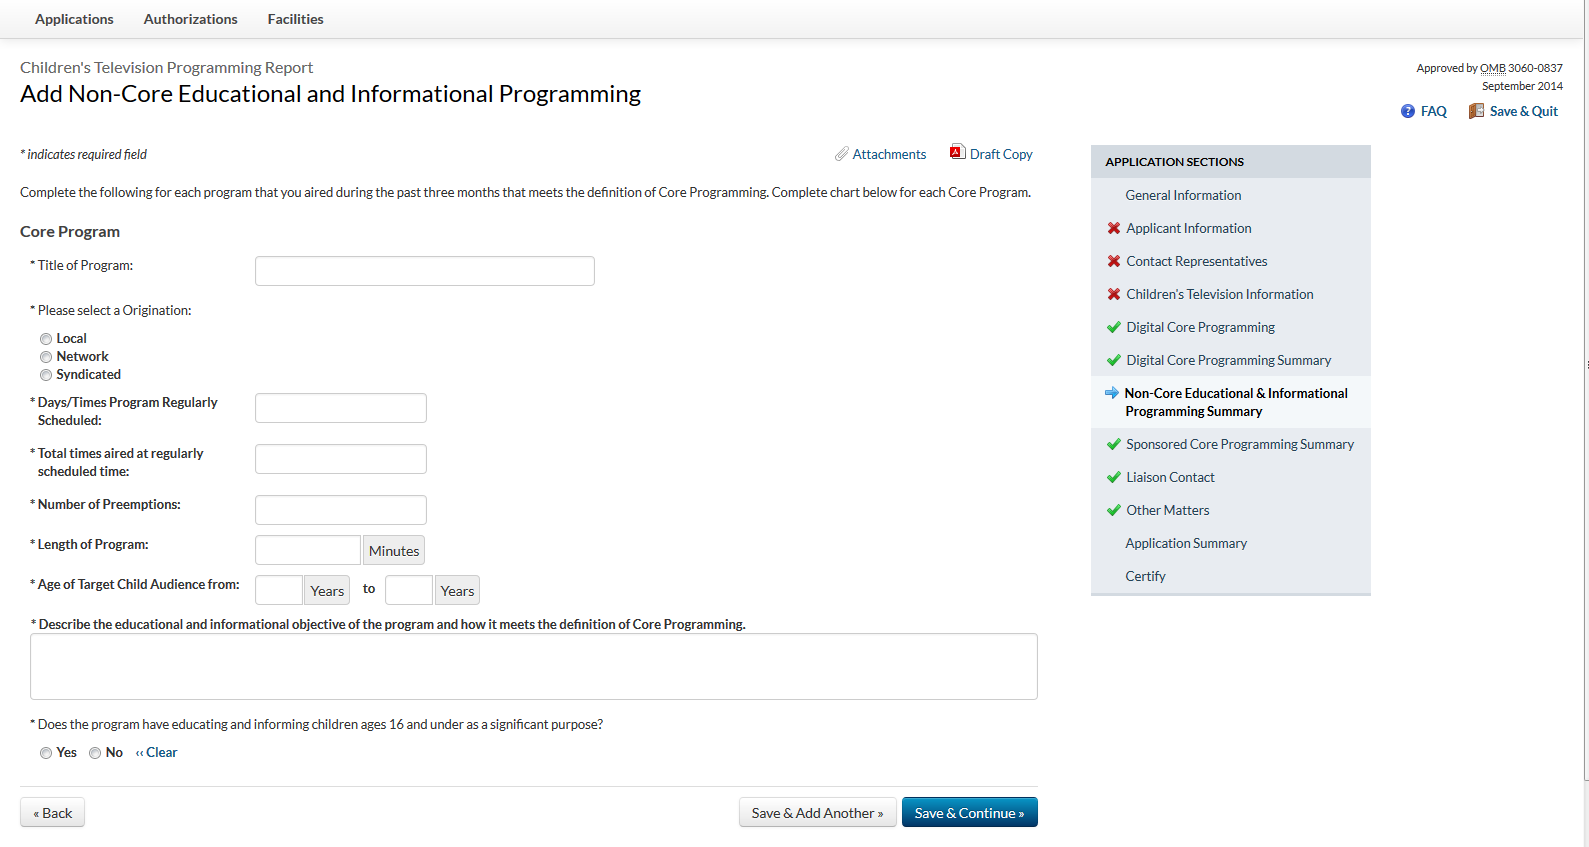 Applications Authorizations Facilities
Children's Television Programming Report
Add Non-Core Educational and Informational Programming
Approved by OMB 3060-0837
September 2014
FAQ Save & Quit
* indicates required field
Attachments Draft Copy
Complete the following for each program that you aired during the past three months that meets the definition of Core Programming. Complete chart below for each Core Program.
Core Program
* Title of Program:
* Please select a Origination:
Local
Network
Syndicated
* Days/Times Program Regularly
Scheduled:
* Total times aired at regularly
scheduled time:
* Number of Preemptions:
* Length of Program: Minutes
* Age of Target Child Audience from: Years to Years
* Describe the educational and informational objective of the program and how it meets the definition of Core Programming.
* Does the program have educating and informing children ages 16 and under as a significant purpose?
Yes No ‹‹ Clear
« Back Save & Add Another » Save & Continue »
APPLICATION SECTIONS
General Information
Applicant Information
Contact Representatives
Children's Television Information
Digital Core Programming
Digital Core Programming Summary
Non-Core Educational & Informational
Programming Summary
Sponsored Core Programming Summary
Liaison Contact
Other Matters
Application Summary
Certify